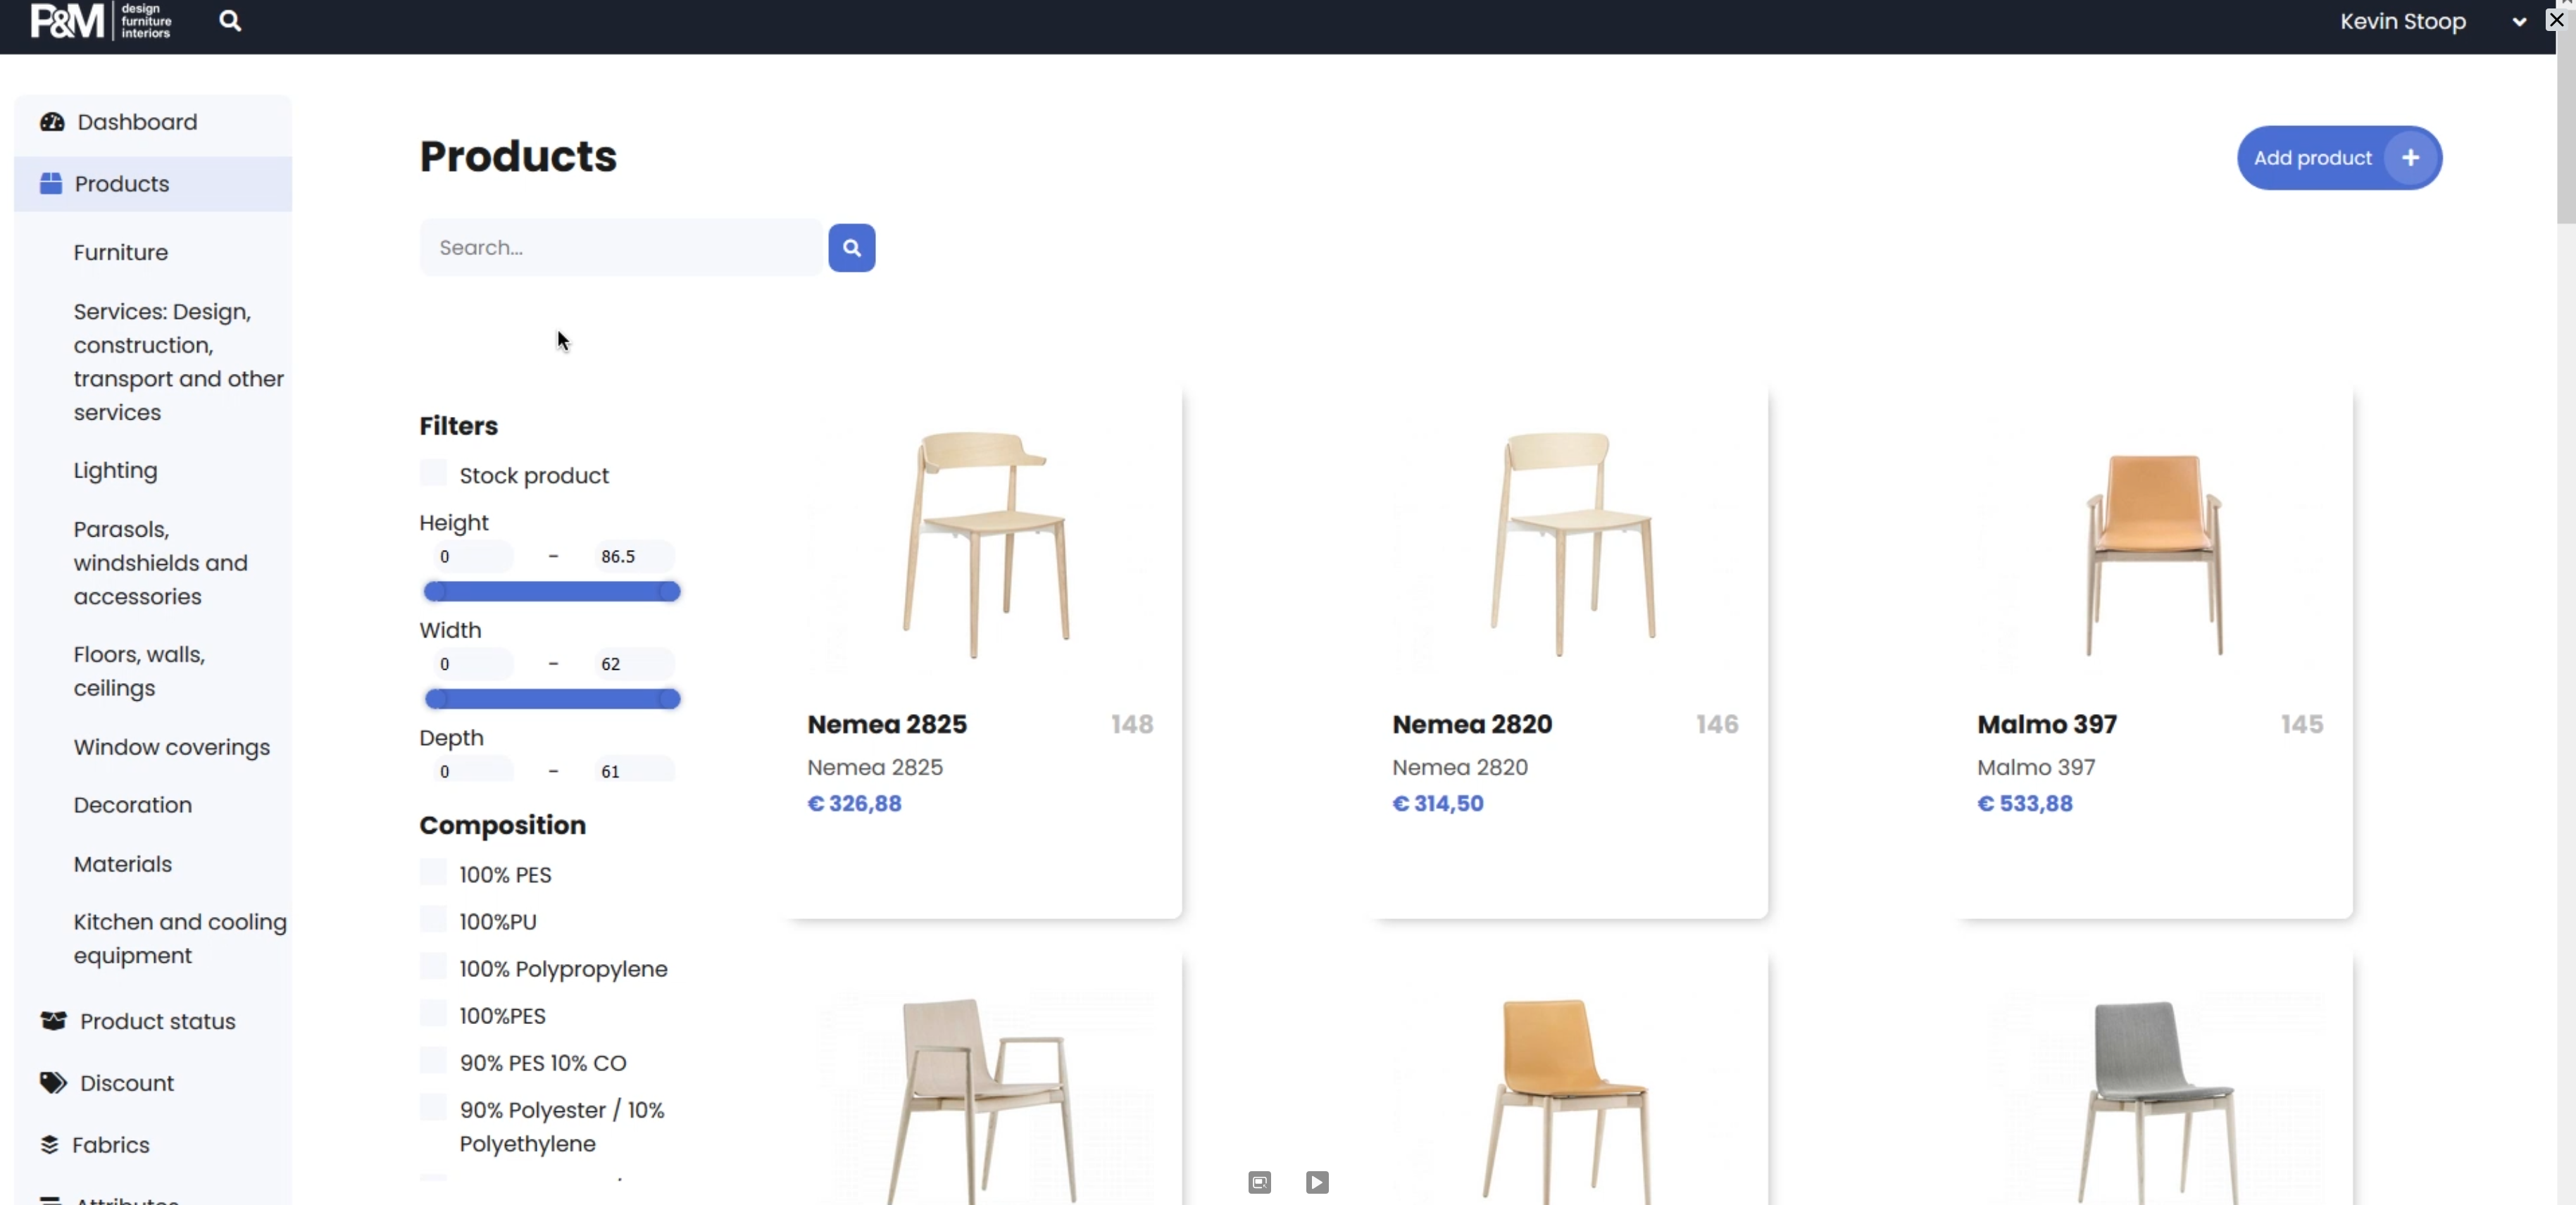 P&M design
furniture
interiors
Kevin Stoop
Dashboard
Products
Furniture
Services: Design,
construction,
transport and other
services
Lighting
Parasols,
windshields and
accessories
Floors, walls,
ceilings
Window coverings
Decoration
Materials
Kitchen and cooling
equipment
Product status
Discount
Fabrics
Attributes
Products
Add product +
Search...
Filters
Stock product
Height
0 – 86.5
Width
0 – 62
Depth
0 – 61
Composition
100% PES
100%PU
100% Polypropylene
100%PES
90% PES 10% CO
90% Polyester / 10%
Polyethylene
Nemea 2825 148
Nemea 2825
€ 326,88
Nemea 2820 146
Nemea 2820
€ 314,50
Malmo 397 145
Malmo 397
€ 533,88